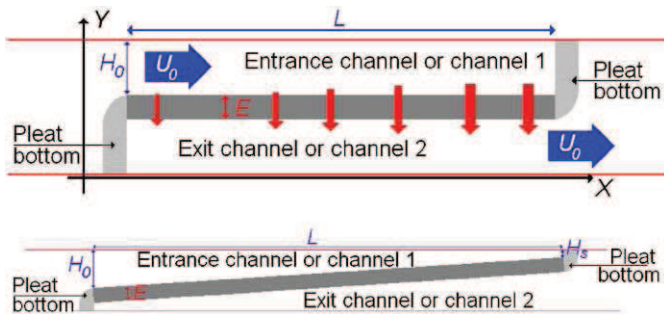 Y
L
H₀
U₀
Entrance channel or channel 1
Pleat
bottom
E
Pleat
bottom
Exit channel or channel 2
U₀
X
L
H₀
Entrance channel or channel 1
Hₛ
Pleat
bottom
Pleat
bottom
E
Exit channel or channel 2